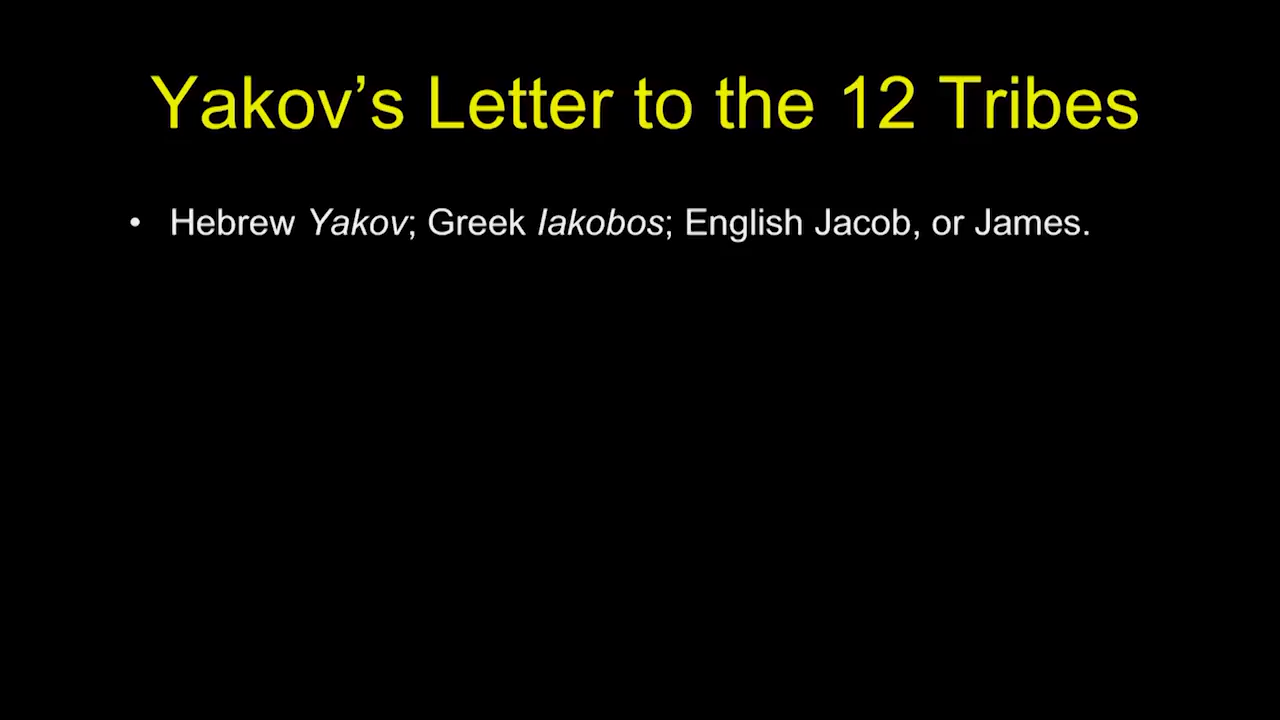 Yakov’s Letter to the 12 Tribes
• Hebrew Yakov; Greek Iakobos; English Jacob, or James.